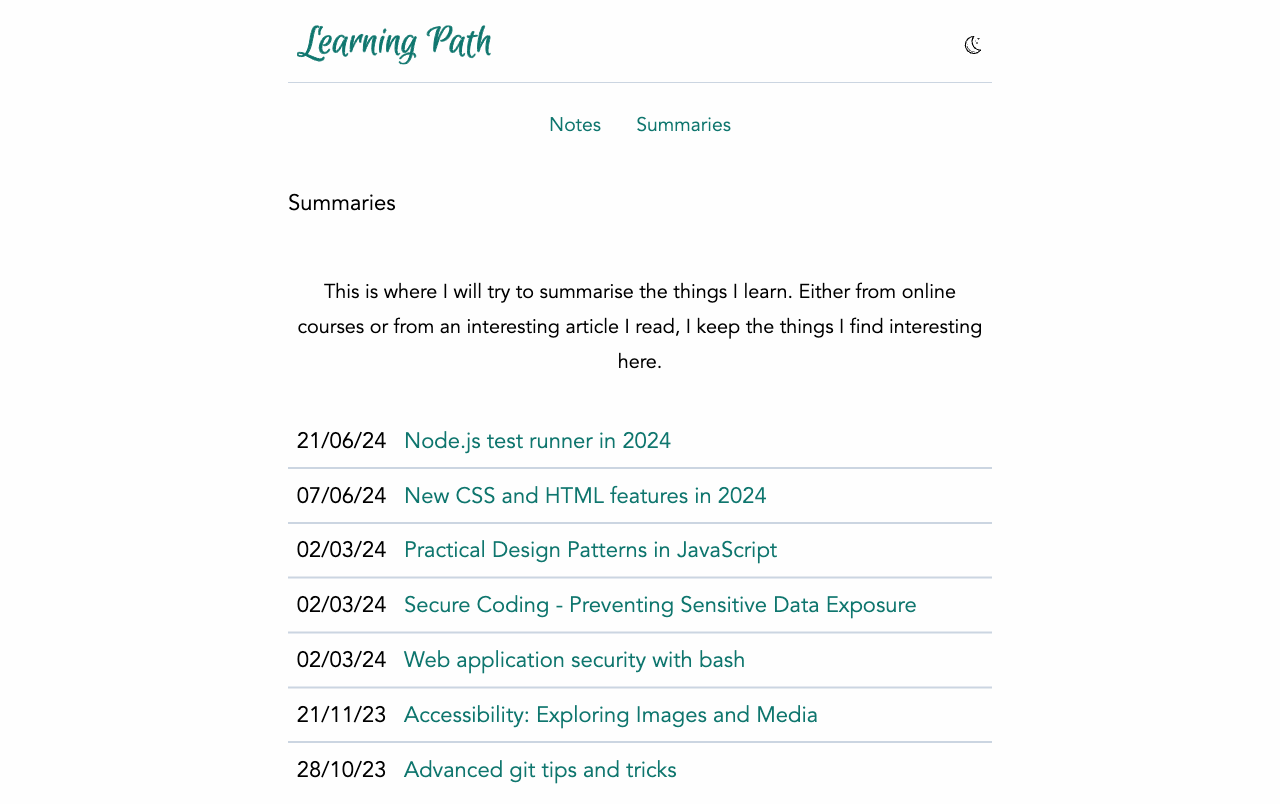 Learning Path
Notes Summaries
Summaries
This is where I will try to summarise the things I learn. Either from online
courses or from an interesting article I read, I keep the things I find interesting
here.
21/06/24 Node.js test runner in 2024
07/06/24 New CSS and HTML features in 2024
02/03/24 Practical Design Patterns in JavaScript
02/03/24 Secure Coding - Preventing Sensitive Data Exposure
02/03/24 Web application security with bash
21/11/23 Accessibility: Exploring Images and Media
28/10/23 Advanced git tips and tricks